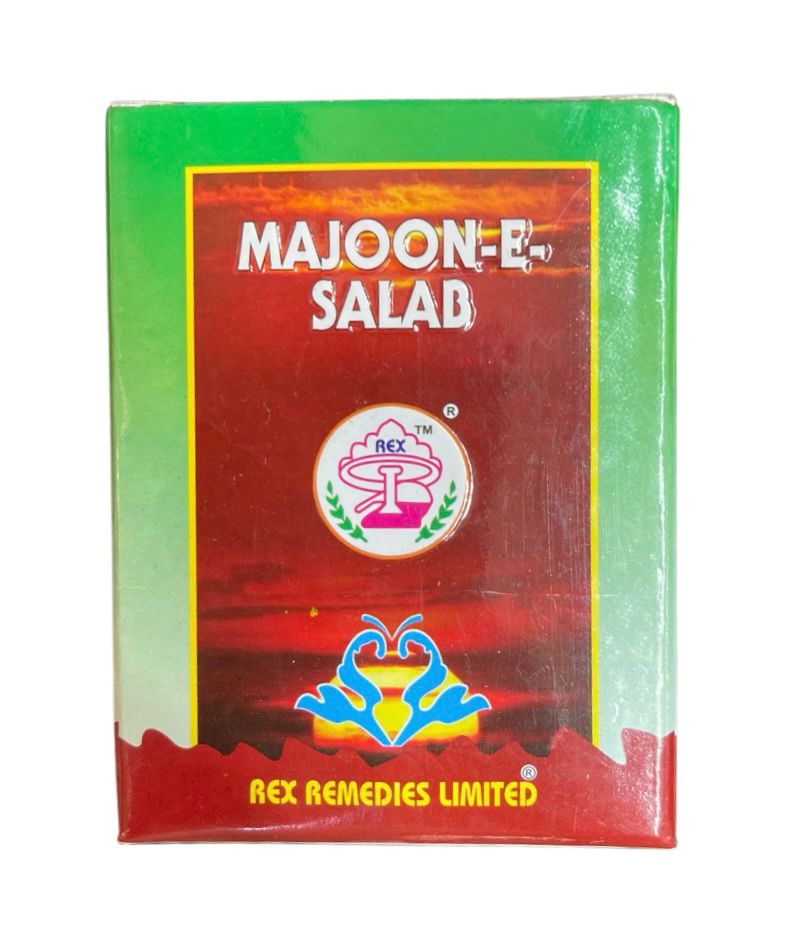 MAJOON-E-
SALAB
®
TM
REX
®
REX REMEDIES LIMITED